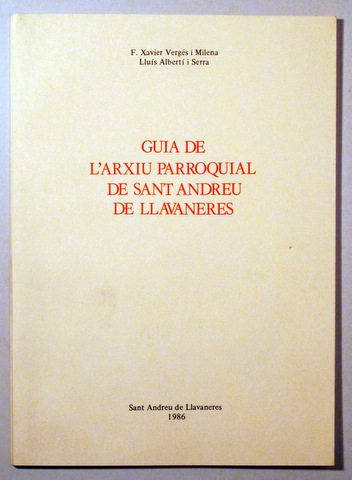 F. Xavier Vergés i Milena
Lluís Albertí i Serra
GUIA DE
L'ARXIU PARROQUIAL
DE SANT ANDREU
DE LLAVANERES
Sant Andreu de Llavaneres
1986